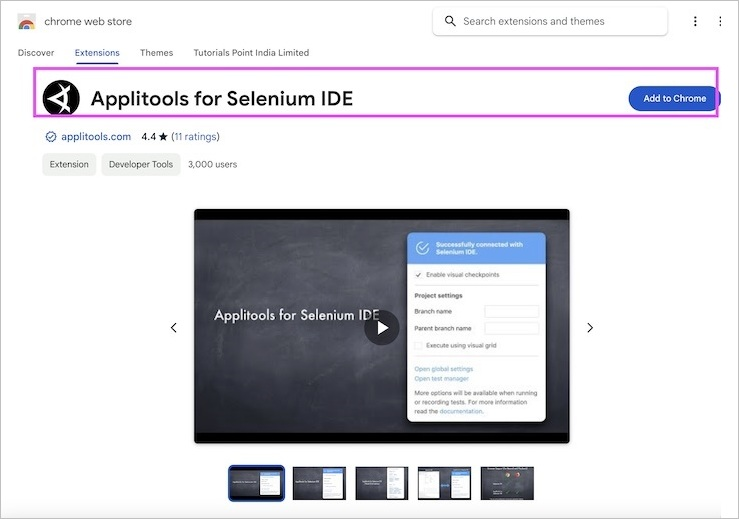 chrome web store
Search extensions and themes
Discover Extensions Themes Tutorials Point India Limited
Applitools for Selenium IDE
Add to Chrome
applitools.com 4.4 ★ (11 ratings)
Extension Developer Tools 3,000 users
Applitools for Selenium IDE
Successfully connected with
Selenium IDE.
Enable visual checkpoints
Project settings
Branch name
Parent branch name
Execute using visual grid
Open global settings
Open test manager
More options will be available when running
or recording tests. For more information
read the documentation.